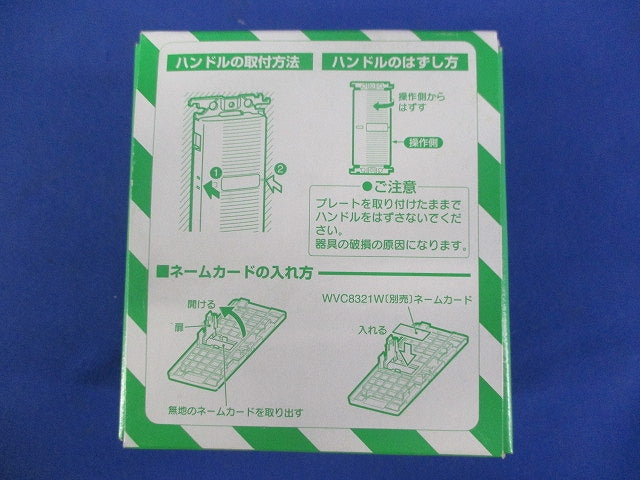 ハンドルの取付方法
①
②
ハンドルのはずし方
操作側から
はずす
操作側
●ご注意
プレートを取り付けたままで
ハンドルをはずさないでくだ
さい。
器具の破損の原因になります。
■ネームカードの入れ方
開ける
扉
無地のネームカードを取り出す
WVC8321W(別売)ネームカード
入れる